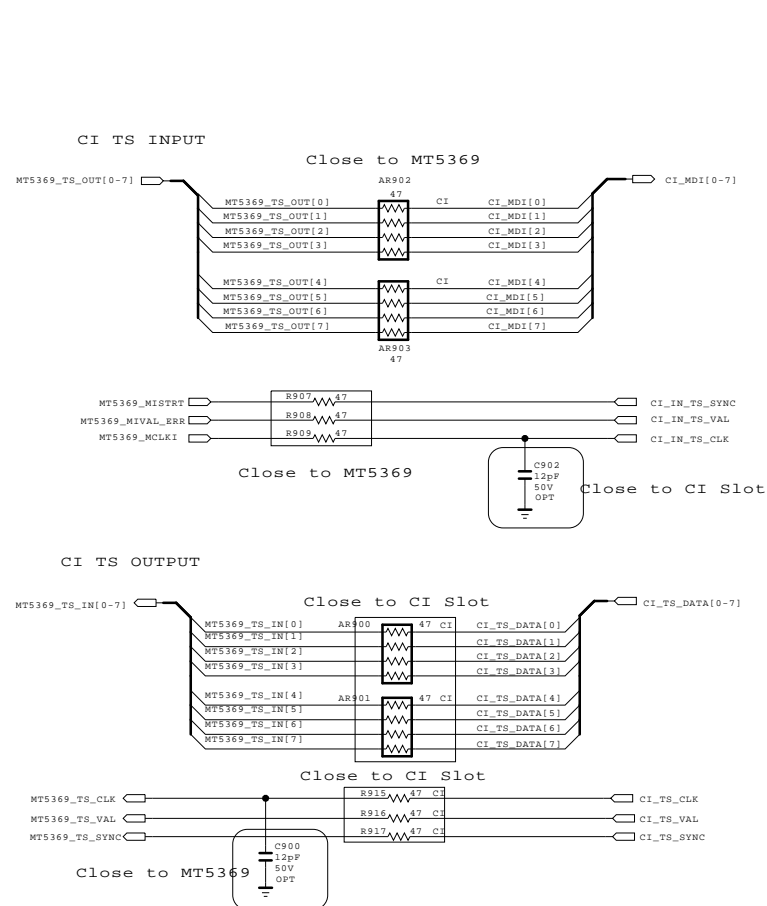 CI TS INPUT
Close to MT5369
MT5369_TS_OUT[0-7]
AR902
CI_MDI[0-7]
47
MT5369_TS_OUT[0] CI CI_MDI[0]
MT5369_TS_OUT[1] CI_MDI[1]
MT5369_TS_OUT[2] CI_MDI[2]
MT5369_TS_OUT[3] CI_MDI[3]
MT5369_TS_OUT[4] CI CI_MDI[4]
MT5369_TS_OUT[5] CI_MDI[5]
MT5369_TS_OUT[6] CI_MDI[6]
MT5369_TS_OUT[7] CI_MDI[7]
AR903
47
MT5369_MISTRT R907 47 CI_IN_TS_SYNC
MT5369_MIVAL_ERR R908 47 CI_IN_TS_VAL
MT5369_MCLKI R909 47 CI_IN_TS_CLK
Close to MT5369
C902
12pF
50V
OPT
Close to CI Slot
CI TS OUTPUT
Close to CI Slot
MT5369_TS_IN[0-7] CI_TS_DATA[0-7]
MT5369_TS_IN[0] AR900 47 CI CI_TS_DATA[0]
MT5369_TS_IN[1] CI_TS_DATA[1]
MT5369_TS_IN[2] CI_TS_DATA[2]
MT5369_TS_IN[3] CI_TS_DATA[3]
MT5369_TS_IN[4] AR901 47 CI CI_TS_DATA[4]
MT5369_TS_IN[5] CI_TS_DATA[5]
MT5369_TS_IN[6] CI_TS_DATA[6]
MT5369_TS_IN[7] CI_TS_DATA[7]
Close to CI Slot
MT5369_TS_CLK R915 47 CI CI_TS_CLK
MT5369_TS_VAL R916 47 CI CI_TS_VAL
MT5369_TS_SYNC R917 47 CI CI_TS_SYNC
C900
12pF
50V
OPT
Close to MT5369